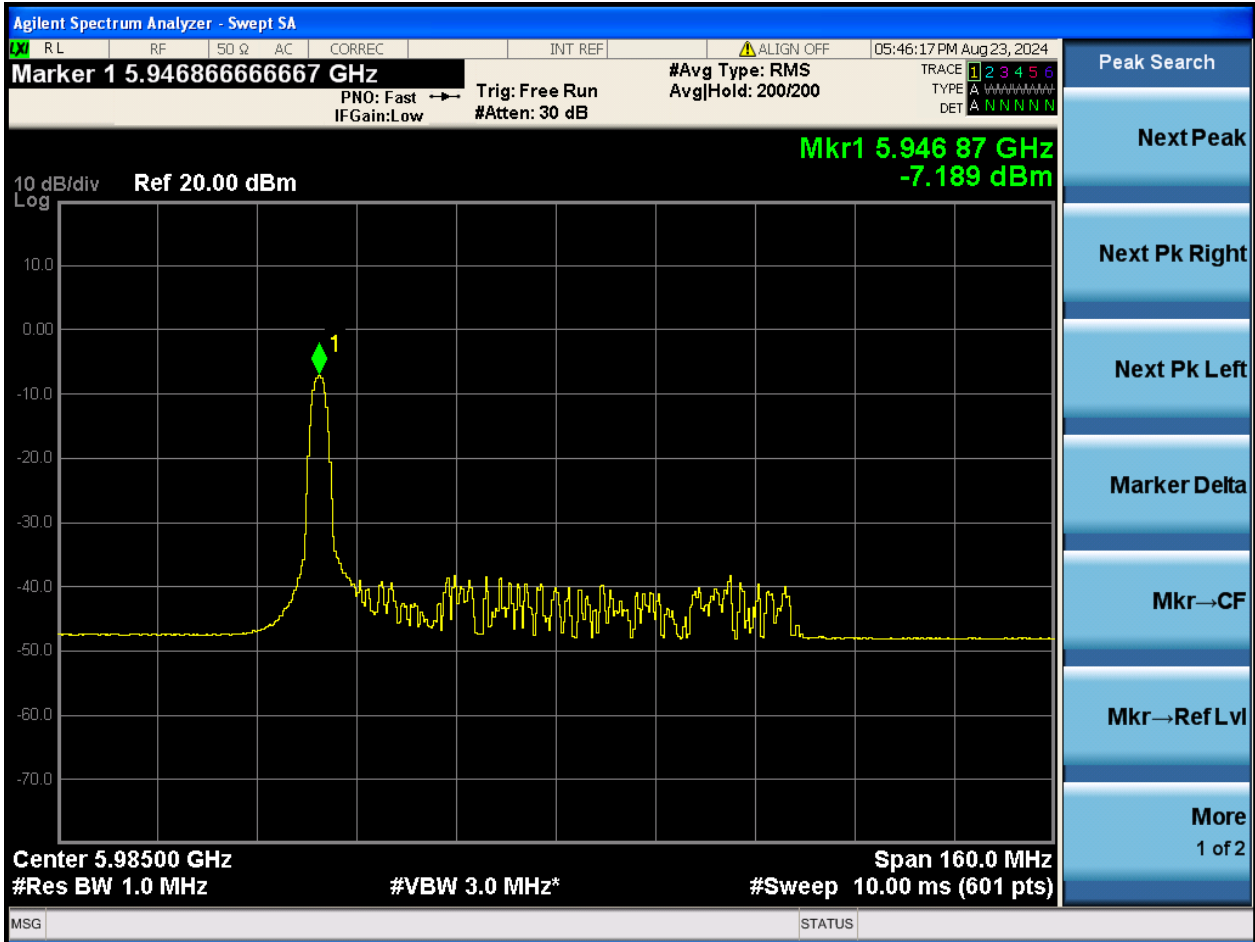 Agilent Spectrum Analyzer - Swept SA
LXI RL RF 50 Ω AC CORREC INT REF ALIGN OFF 05:46:17 PM Aug 23, 2024
Marker 1 5.946866666667 GHz
PNO: Fast
IFGain:Low
Trig: Free Run
#Atten: 30 dB
#Avg Type: RMS
Avg|Hold: 200/200
TRACE 1 2 3 4 5 6
TYPE A WWWWW
DET A N N N N N
Mkr1 5.946 87 GHz
-7.189 dBm
10 dB/div Ref 20.00 dBm
Log
10.0
0.00
1
-10.0
-20.0
-30.0
-40.0
-50.0
-60.0
-70.0
Center 5.98500 GHz Span 160.0 MHz
#Res BW 1.0 MHz #VBW 3.0 MHz* #Sweep 10.00 ms (601 pts)
MSG STATUS
Peak Search
Next Peak
Next Pk Right
Next Pk Left
Marker Delta
Mkr→CF
Mkr→Ref Lvl
More
1 of 2